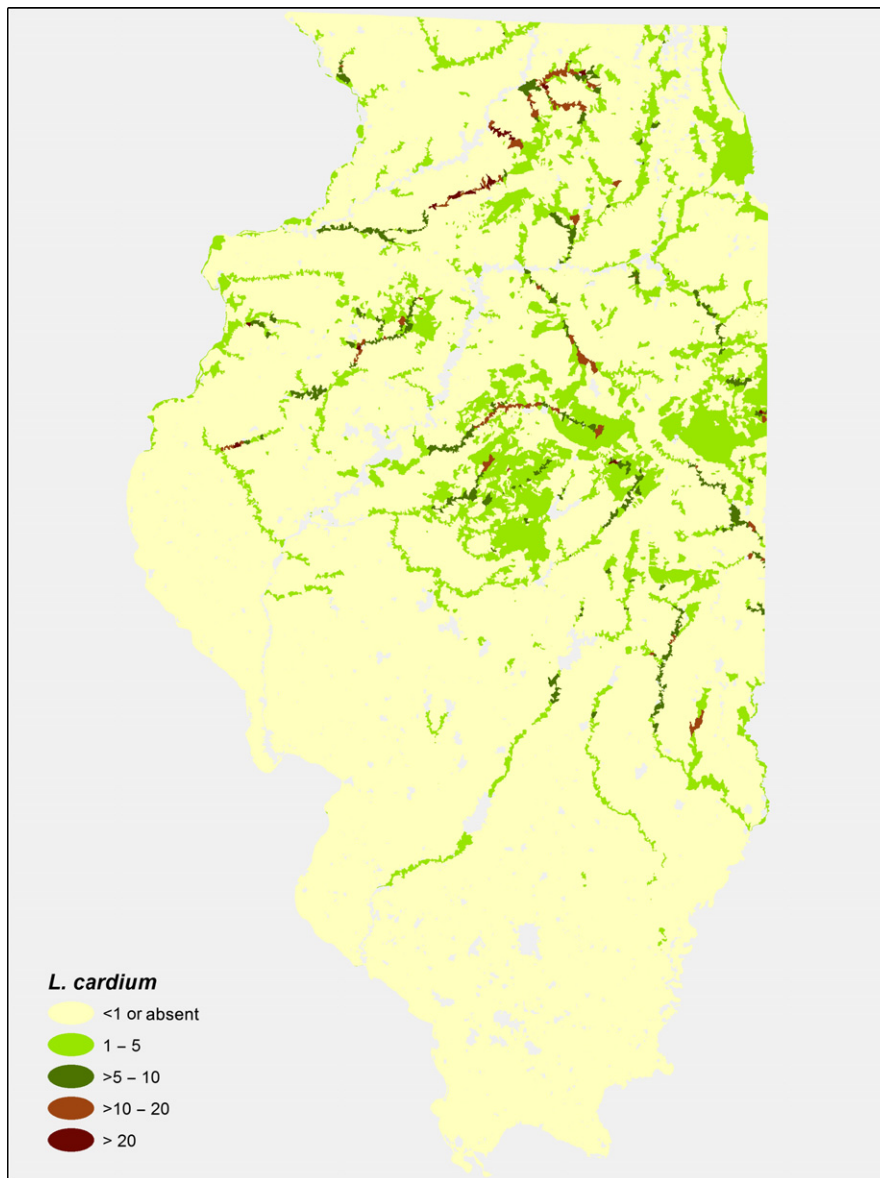 L. cardium
<1 or absent
1 – 5
>5 – 10
>10 – 20
> 20